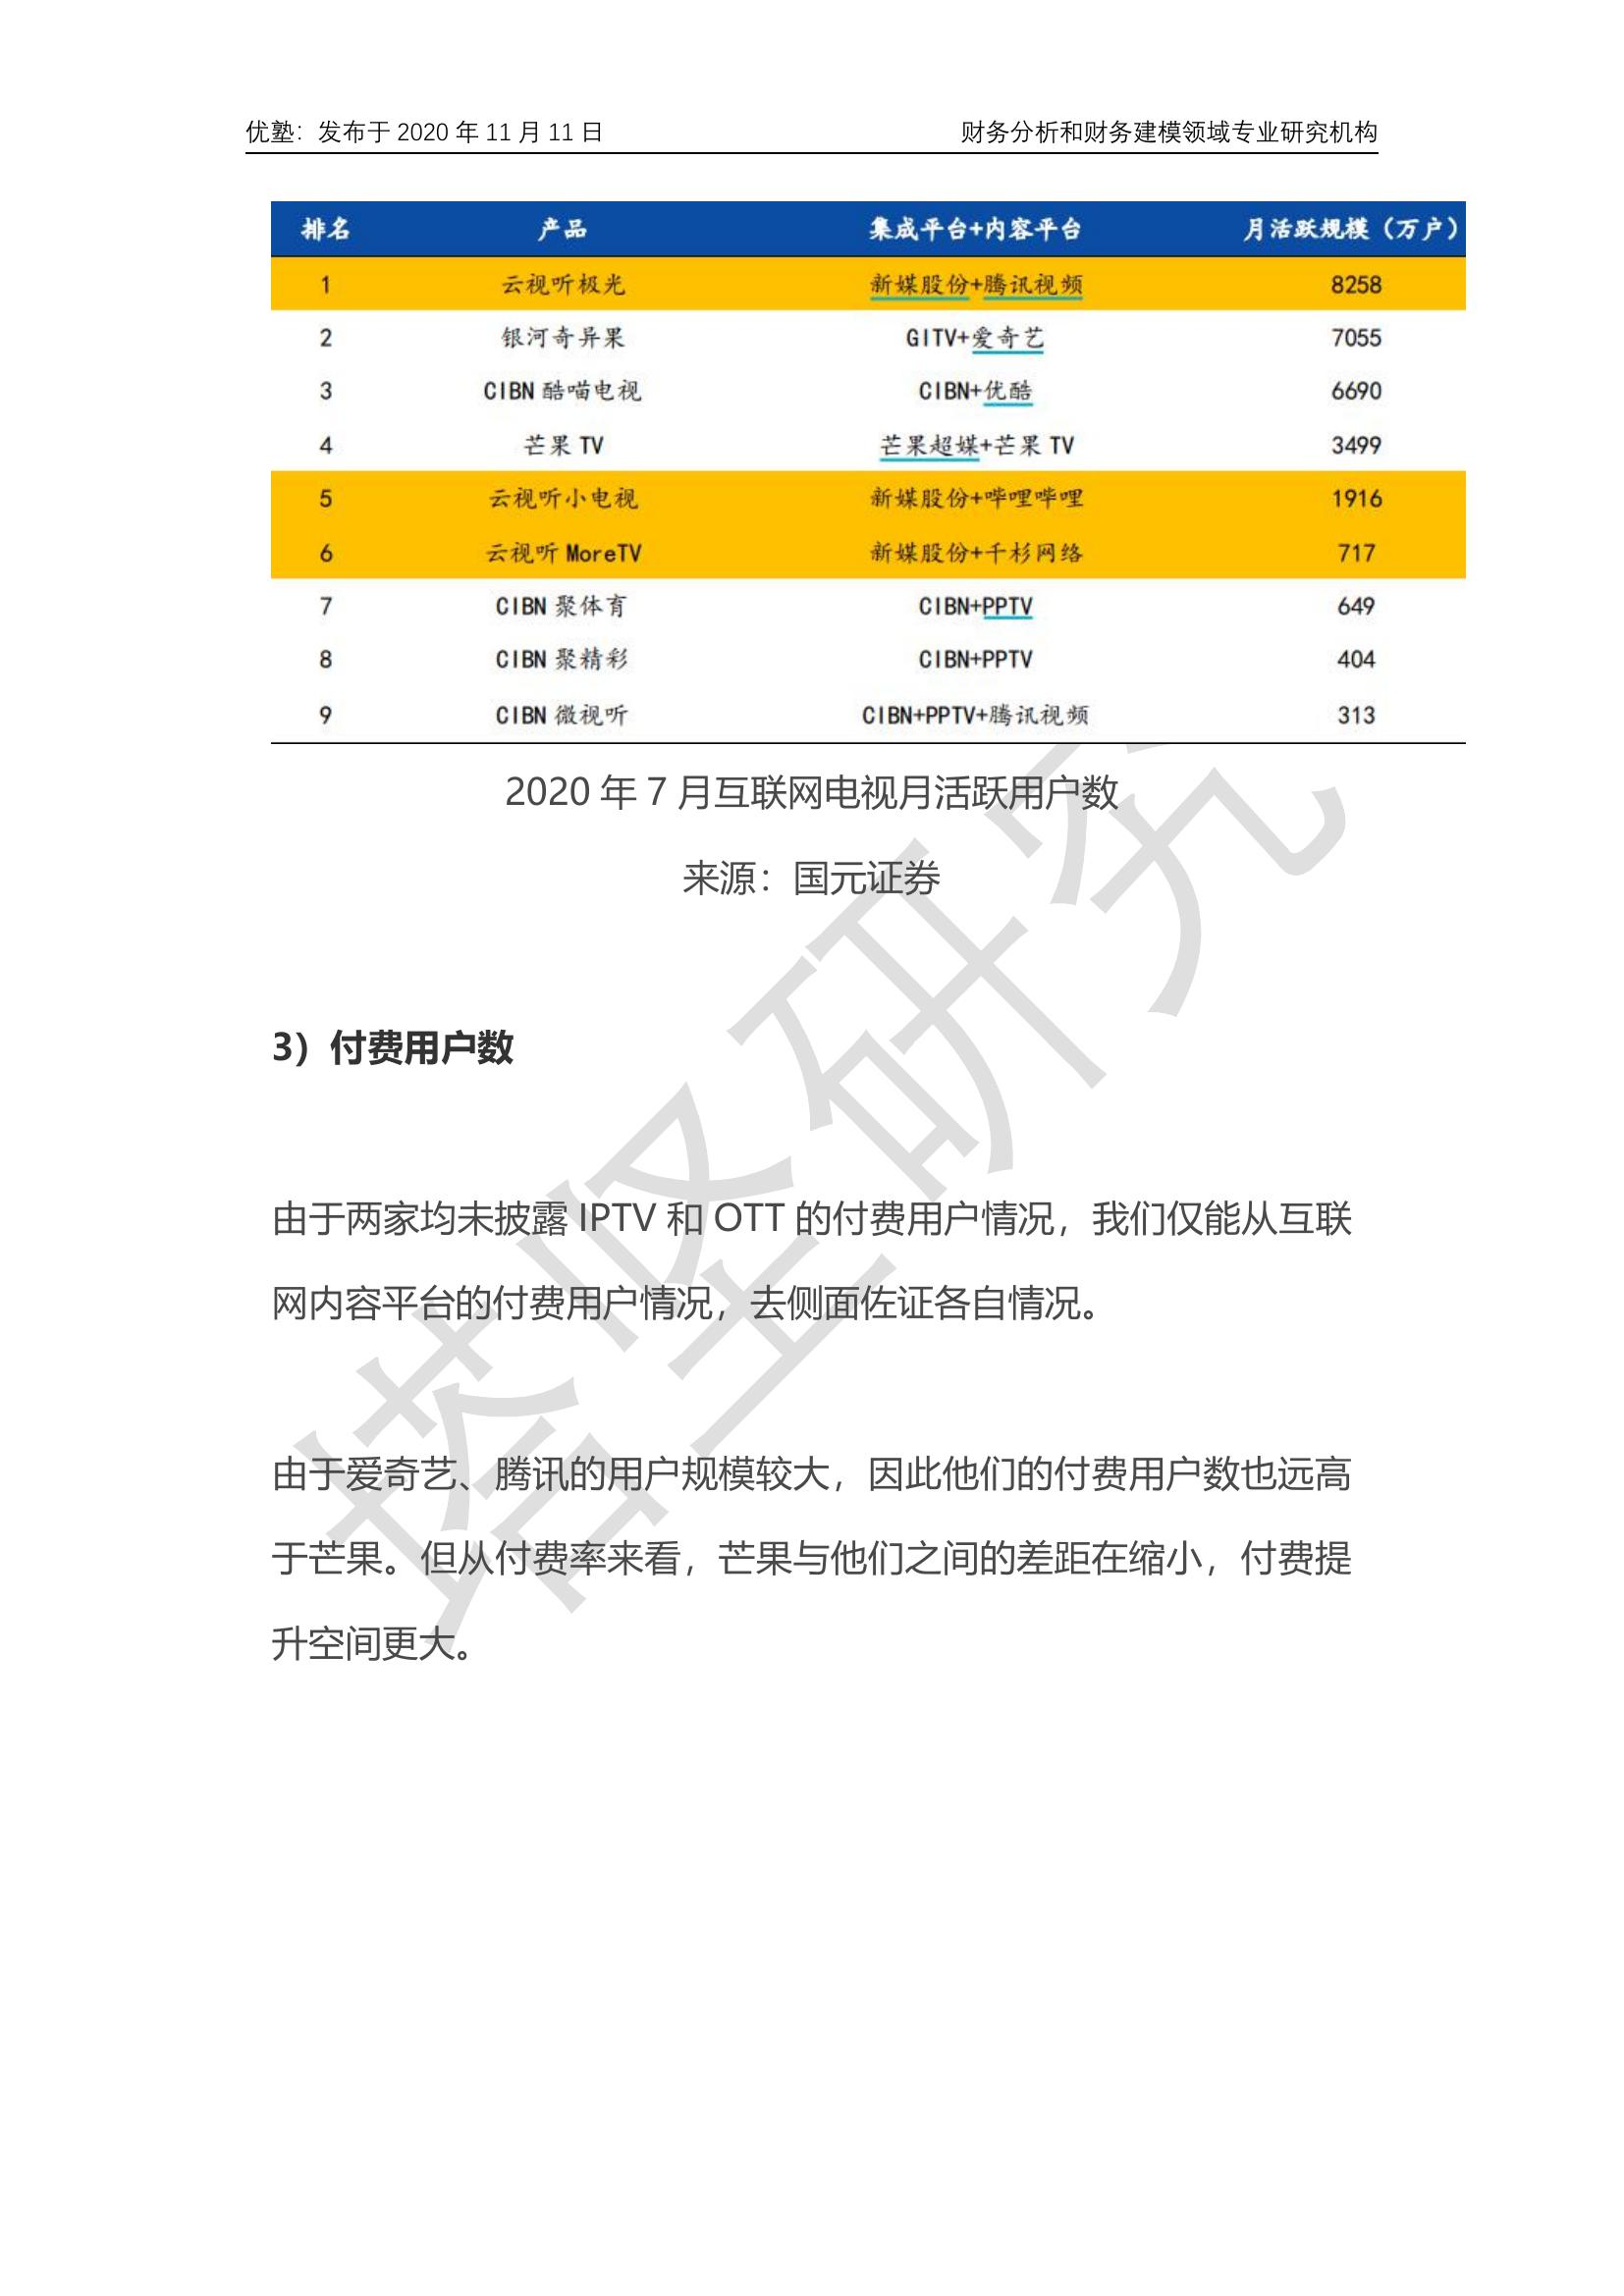 优塾：发布于 2020 年 11 月 11 日 财务分析和财务建模领域专业研究机构
排名 产品 集成平台+内容平台 月活跃规模（万户）
1 云视听极光 新媒股份+腾讯视频 8258
2 银河奇异果 GITV+爱奇艺 7055
3 CIBN 酷喵电视 CIBN+优酷 6690
4 芒果 TV 芒果超媒+芒果 TV 3499
5 云视听小电视 新媒股份+哔哩哔哩 1916
6 云视听 MoreTV 新媒股份+千杉网络 717
7 CIBN 聚体育 CIBN+PPTV 649
8 CIBN 聚精彩 CIBN+PPTV 404
9 CIBN 微视听 CIBN+PPTV+腾讯视频 313
2020 年 7 月互联网电视月活跃用户数
来源：国元证券
3）付费用户数
由于两家均未披露 IPTV 和 OTT 的付费用户情况，我们仅能从互联
网内容平台的付费用户情况，去侧面佐证各自情况。
由于爱奇艺、腾讯的用户规模较大，因此他们的付费用户数也远高
于芒果。但从付费率来看，芒果与他们之间的差距在缩小，付费提
升空间更大。
塔坚研究